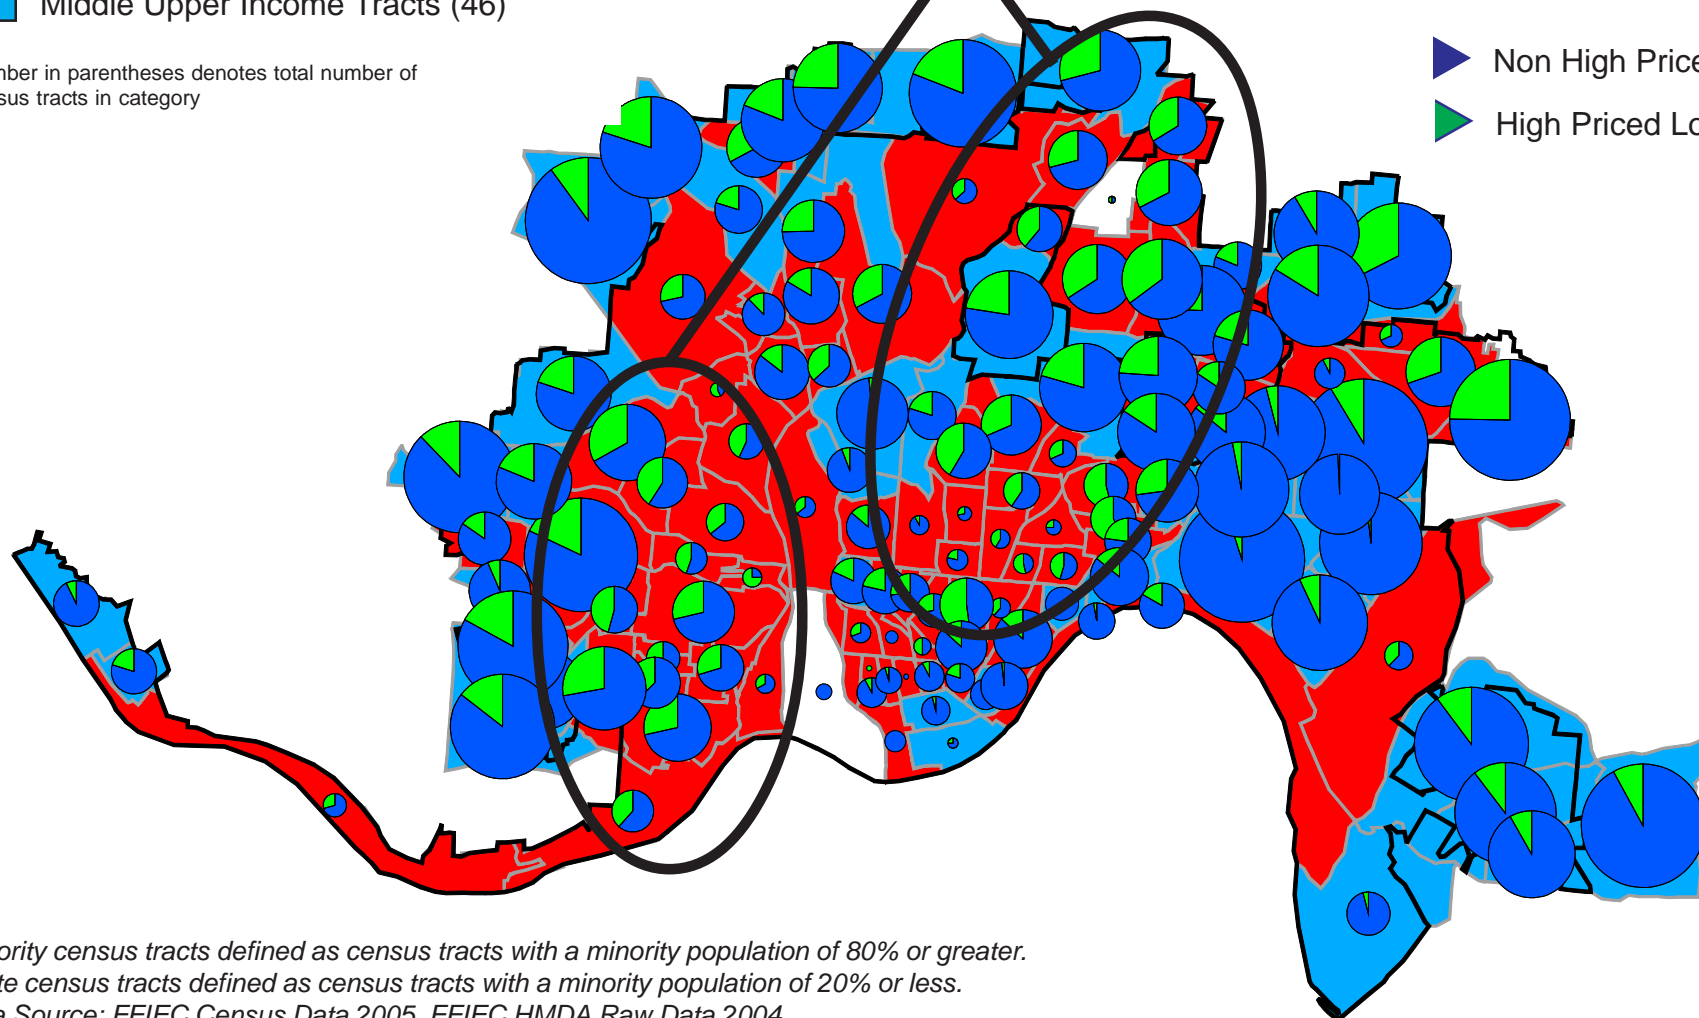 Middle Upper Income Tracts (46)
mber in parentheses denotes total number of
sus tracts in category
Non High Price
High Priced Lo
ority census tracts defined as census tracts with a minority population of 80% or greater.
te census tracts defined as census tracts with a minority population of 20% or less.
a Source: FFIEC Census Data 2005, FFIEC HMDA Raw Data 2004